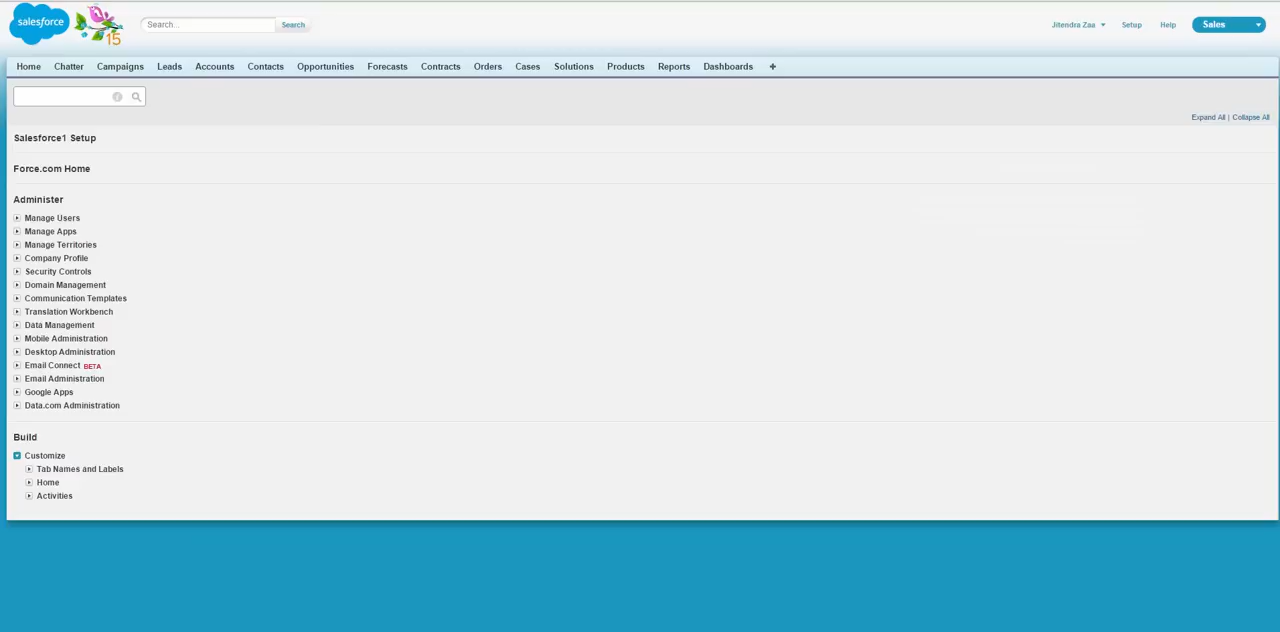 salesforce
15
Search...
Search
Jitendra Zaa
Setup
Help
Sales
Home
Chatter
Campaigns
Leads
Accounts
Contacts
Opportunities
Forecasts
Contracts
Orders
Cases
Solutions
Products
Reports
Dashboards
+
Expand All | Collapse All
Salesforce1 Setup
Force.com Home
Administer
Manage Users
Manage Apps
Manage Territories
Company Profile
Security Controls
Domain Management
Communication Templates
Translation Workbench
Data Management
Mobile Administration
Desktop Administration
Email Connect BETA
Email Administration
Google Apps
Data.com Administration
Build
Customize
Tab Names and Labels
Home
Activities